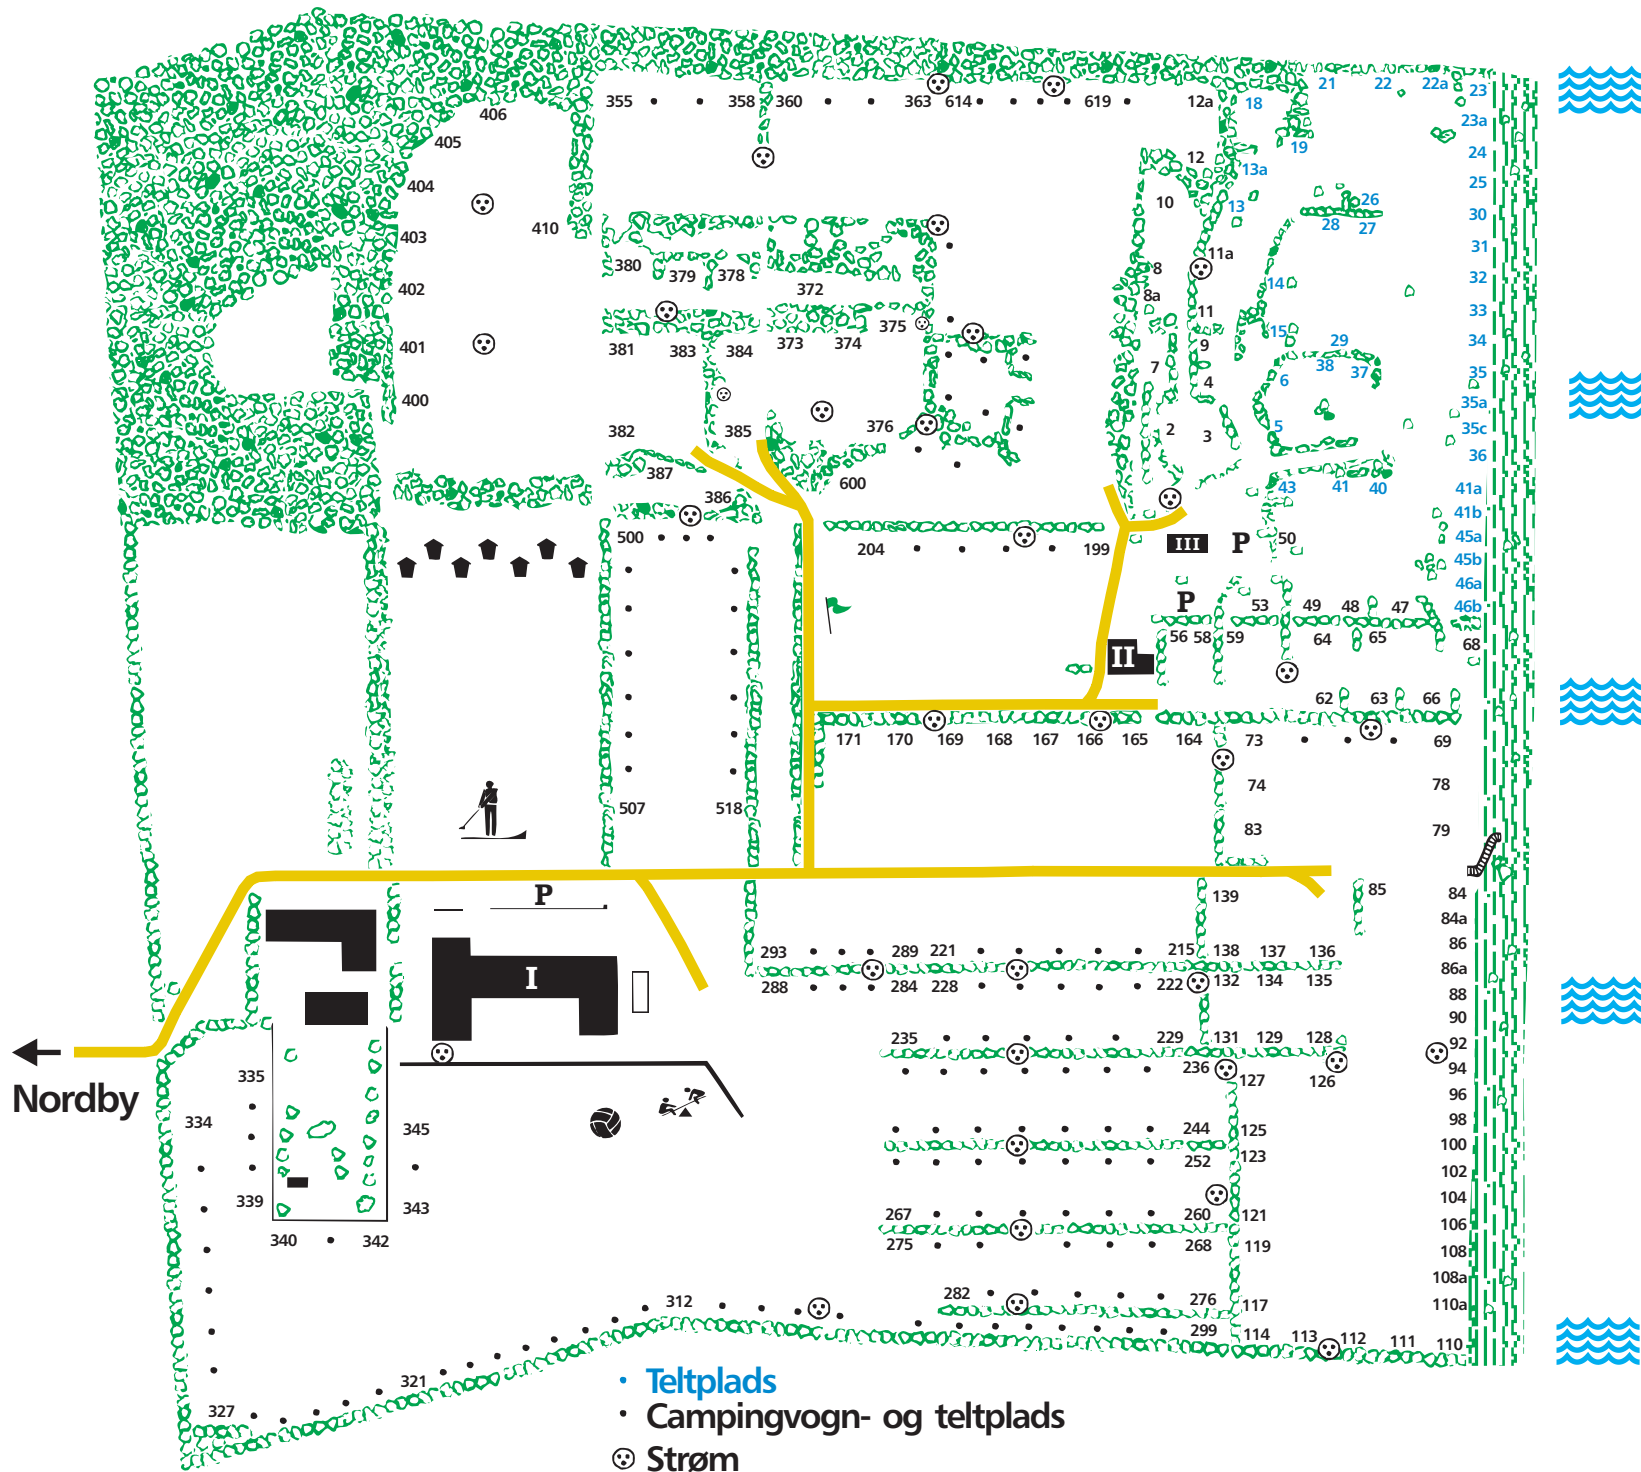 21 22 22a 23
355 358 360 363 614 619 12a 18
406
23a
405
19
24
12
13a
404
25
10
13
26
30
410
28 27
403
31
11a
380 379 378
8
372
14
32
402
8a
11
33
375
15
381 383 384 373 374
9
29
34
401
7
38 37
35
4
6
400
35a
382 385 376
2 3
5
35c
36
387
600
43 41 40
41a
386
41b
500
204 199
III P 50
45a
45b
46a
P
53 49 48 47 46b
56 58 59 64 65 68
II
62 63 66
171 170 169 168 167 166 165 164 73 69
74 78
507 518
83 79
P
139 85 84
84a
293 289 221 215 138 137 136 86
I
86a
288 284 228 222 132 134 135
88
90
235 229 131 129 128 92
236 127 126 94
335
Nordby
96
334
98
345
244 125
100
252 123
102
339 343
104
267 260 121
106
340 342
275 268 119
108
108a
282 276 117 110a
312
299 114 113 112 111 110
321
327
Teltplads
Campingvogn- og teltplads
Strøm